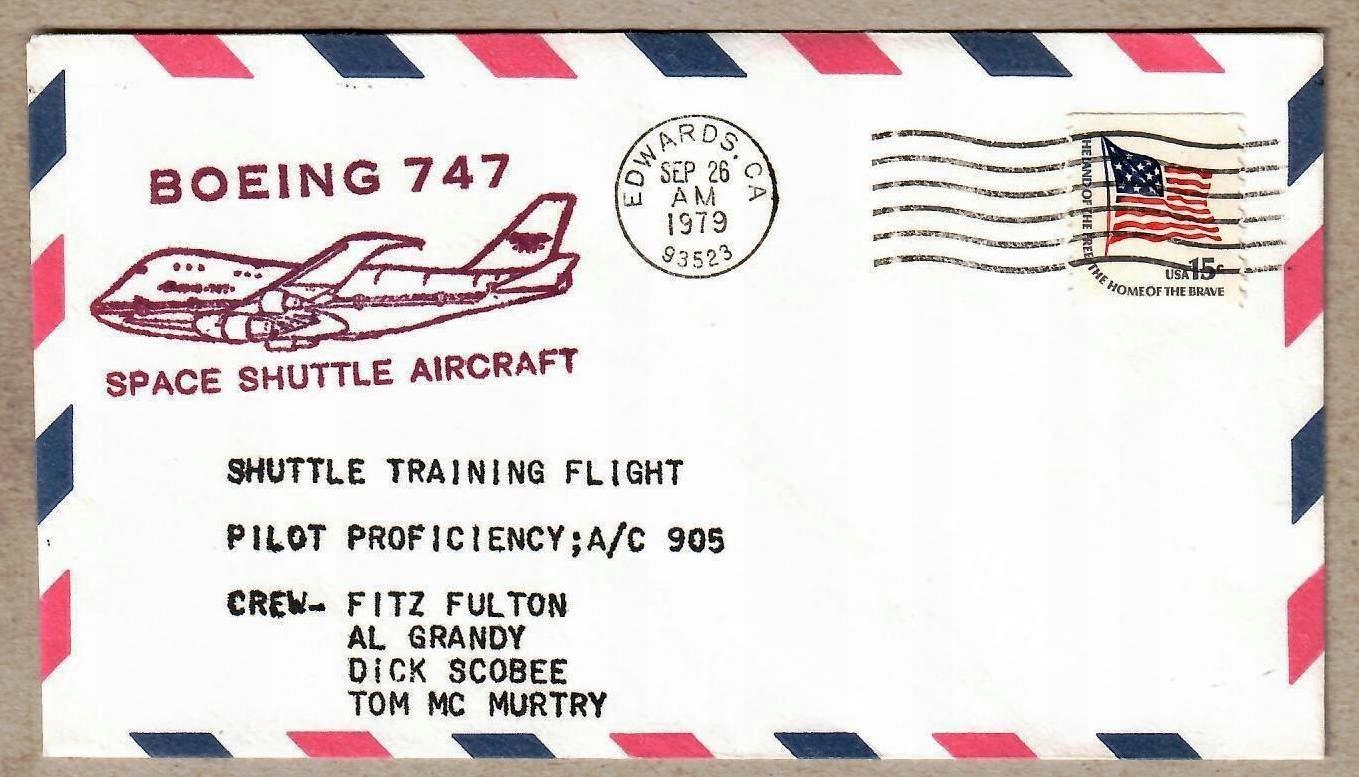 BOEING 747
SPACE SHUTTLE AIRCRAFT
EDWARDS, CA
SEP 26
AM
1979
93523
THE LAND OF THE FREE THE HOME OF THE BRAVE
USA 15c
SHUTTLE TRAINING FLIGHT
PILOT PROFICIENCY;A/C 905
CREW- FITZ FULTON
AL GRANDY
DICK SCOBEE
TOM MC MURTRY